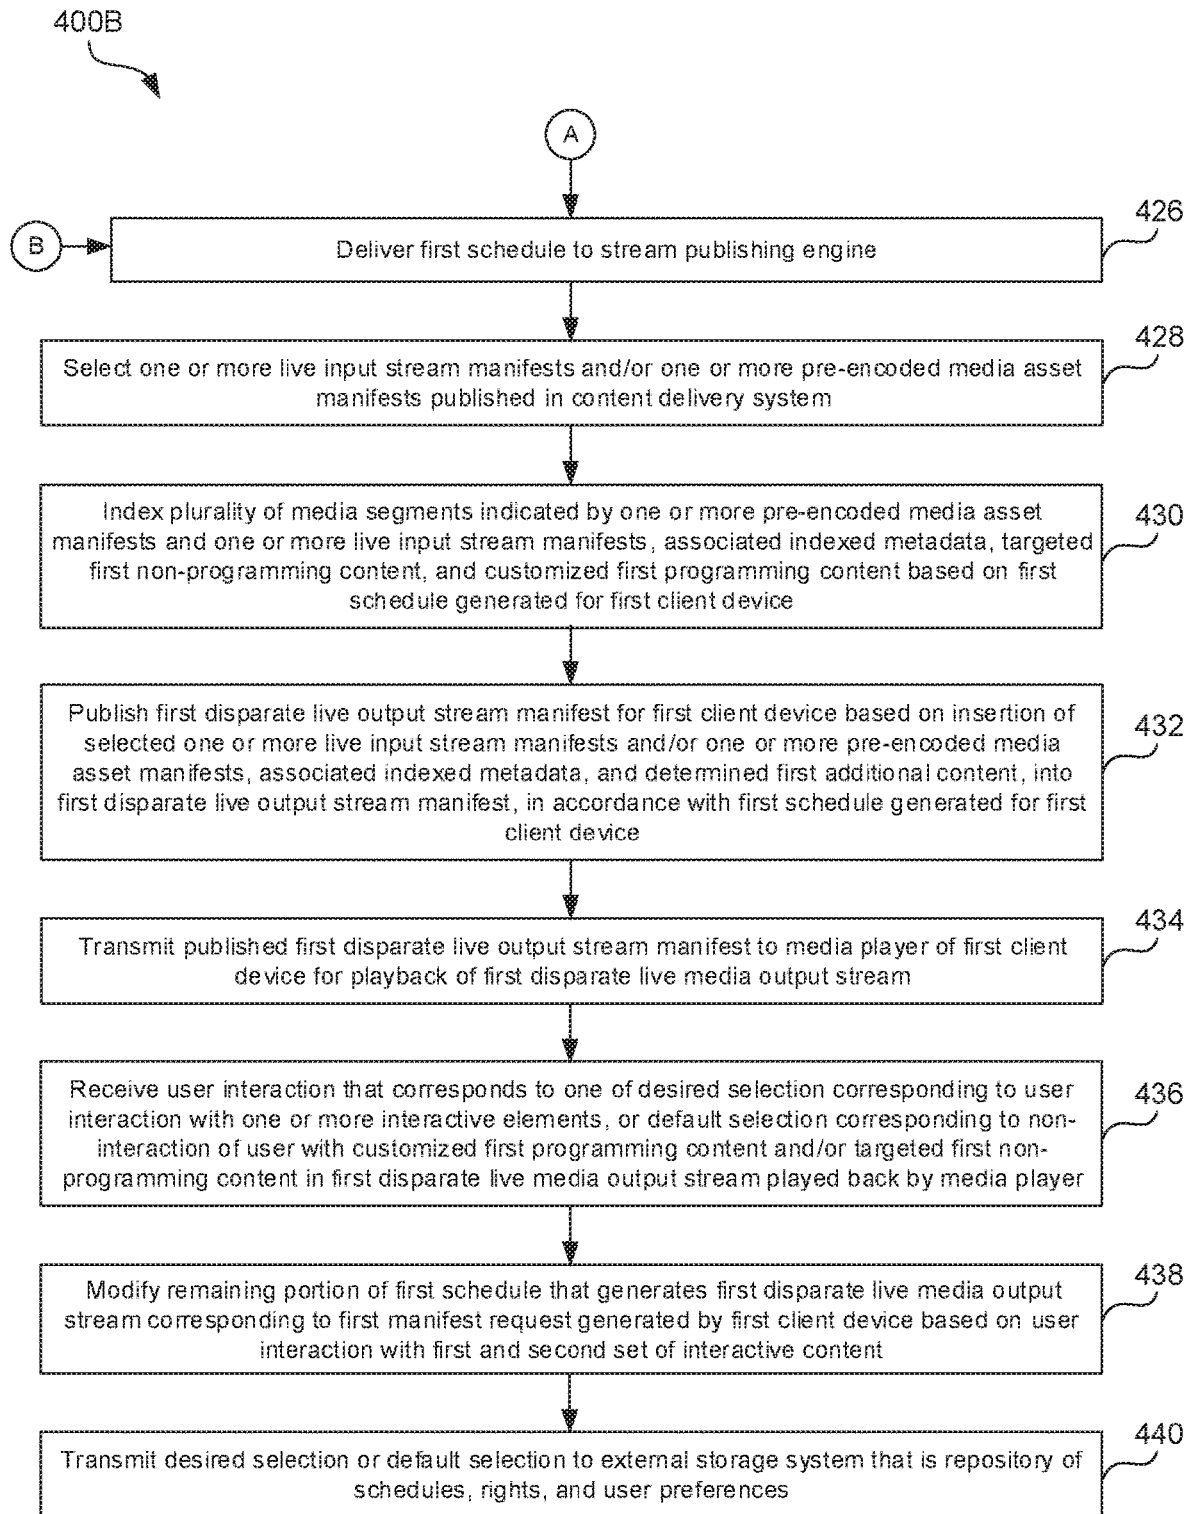 400B
A
B
426
Deliver first schedule to stream publishing engine
428
Select one or more live input stream manifests and/or one or more pre-encoded media asset
manifests published in content delivery system
430
Index plurality of media segments indicated by one or more pre-encoded media asset
manifests and one or more live input stream manifests, associated indexed metadata, targeted
first non-programming content, and customized first programming content based on first
schedule generated for first client device
432
Publish first disparate live output stream manifest for first client device based on insertion of
selected one or more live input stream manifests and/or one or more pre-encoded media
asset manifests, associated indexed metadata, and determined first additional content, into
first disparate live output stream manifest, in accordance with first schedule generated for first
client device
434
Transmit published first disparate live output stream manifest to media player of first client
device for playback of first disparate live media output stream
436
Receive user interaction that corresponds to one of desired selection corresponding to user
interaction with one or more interactive elements, or default selection corresponding to non-
interaction of user with customized first programming content and/or targeted first non-
programming content in first disparate live media output stream played back by media player
438
Modify remaining portion of first schedule that generates first disparate live media output
stream corresponding to first manifest request generated by first client device based on user
interaction with first and second set of interactive content
440
Transmit desired selection or default selection to external storage system that is repository of
schedules, rights, and user preferences